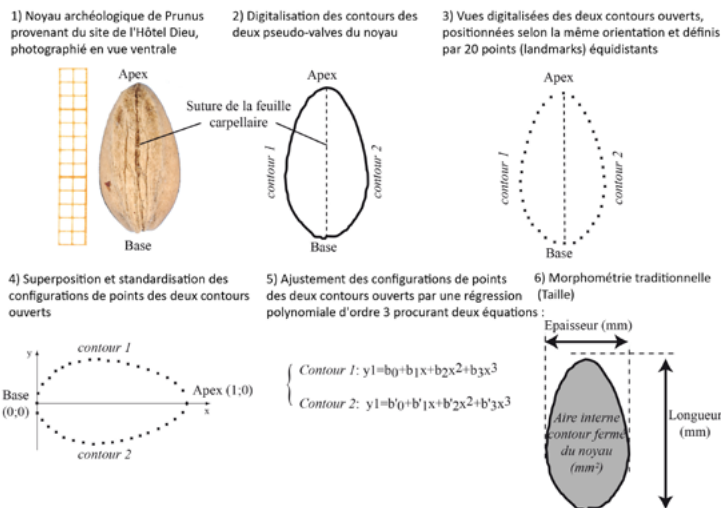 1) Noyau archéologique de Prunus
provenant du site de l'Hôtel Dieu,
photographié en vue ventrale
2) Digitalisation des contours des
deux pseudo-valves du noyau
3) Vues digitalisées des deux contours ouverts,
positionnées selon la même orientation et définis
par 20 points (landmarks) équidistants
Apex
Suture de la feuille
carpellaire
Base
Apex
contour 1
contour 2
Base
Apex
contour 1
contour 2
Base
4) Superposition et standardisation des
configurations de points des deux contours
ouverts
y
contour 1
Base
(0;0)
Apex (1;0)
x
contour 2
5) Ajustement des configurations de points
des deux contours ouverts par une régression
polynomiale d'ordre 3 procurant deux équations :
Contour 1: y1=b0+b1x+b2x2+b3x3
Contour 2: y1=b'0+b'1x+b'2x2+b'3x3
6) Morphométrie traditionnelle
(Taille)
Epaisseur (mm)
Aire interne
contour fermé
du noyau
(mm²)
Longueur
(mm)